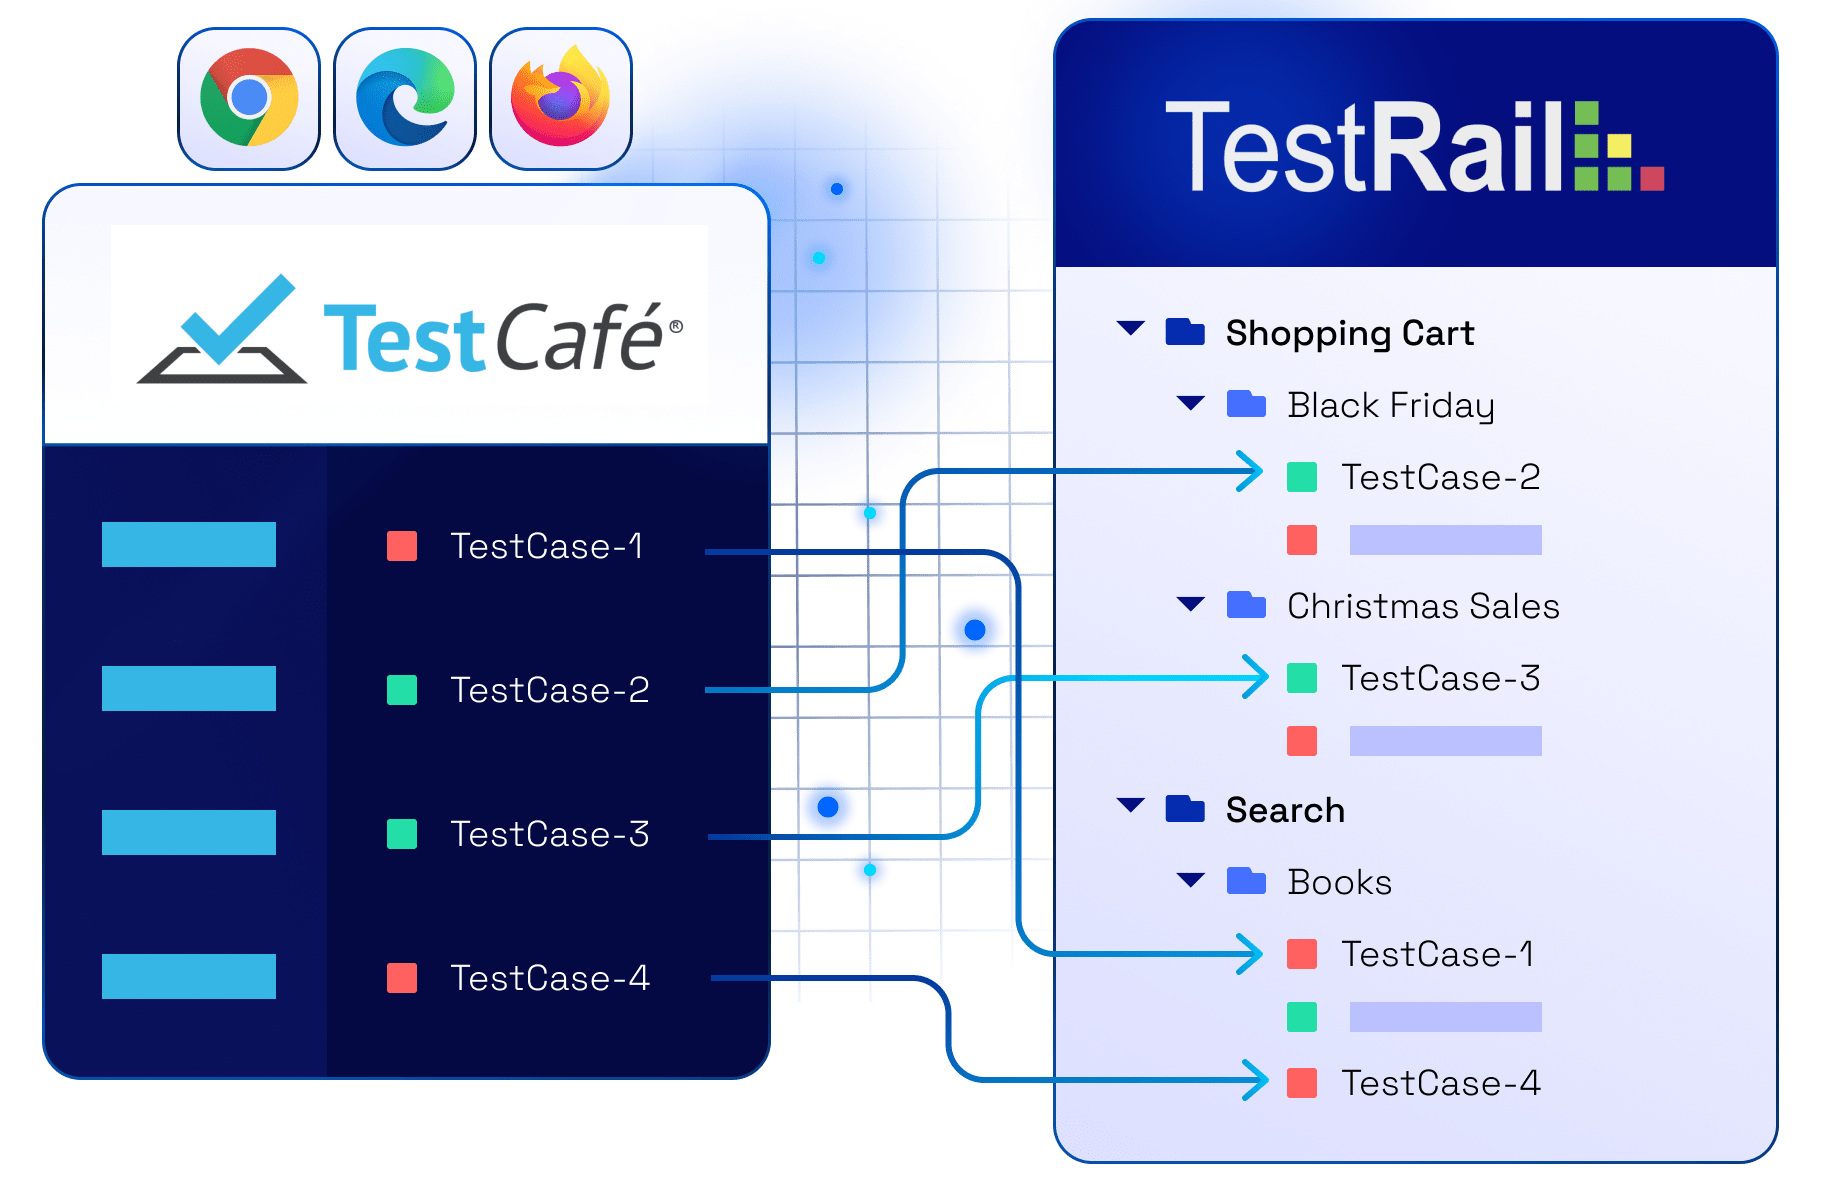 TestCafé®
TestCase-1
TestCase-2
TestCase-3
TestCase-4
TestRail
Shopping Cart
Black Friday
TestCase-2
Christmas Sales
TestCase-3
Search
Books
TestCase-1
TestCase-4